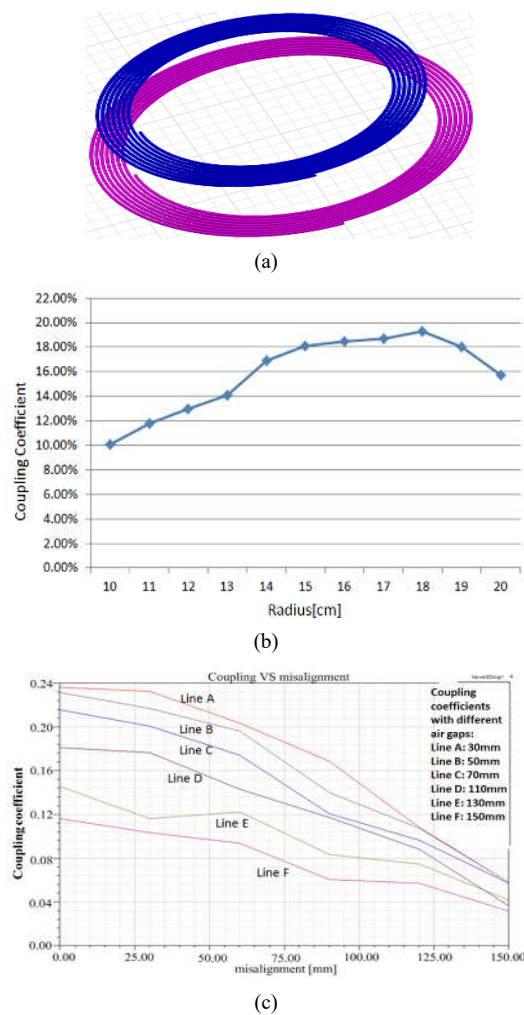 (a)
22.00%
20.00%
18.00%
16.00%
14.00%
12.00%
10.00%
8.00%
6.00%
4.00%
2.00%
0.00%
Coupling Coefficient
10 11 12 13 14 15 16 17 18 19 20
Radius[cm]
(b)
Coupling VS misalignment
0.24
0.20
0.16
0.12
0.08
0.04
0.00
Coupling coefficient
Line A
Line B
Line C
Line D
Line E
Line F
Coupling
coefficients
with different
air gaps:
Line A: 30mm
Line B: 50mm
Line C: 70mm
Line D: 110mm
Line E: 130mm
Line F: 150mm
0.00 25.00 50.00 75.00 100.00 125.00 150.00
misalignment [mm]
(c)